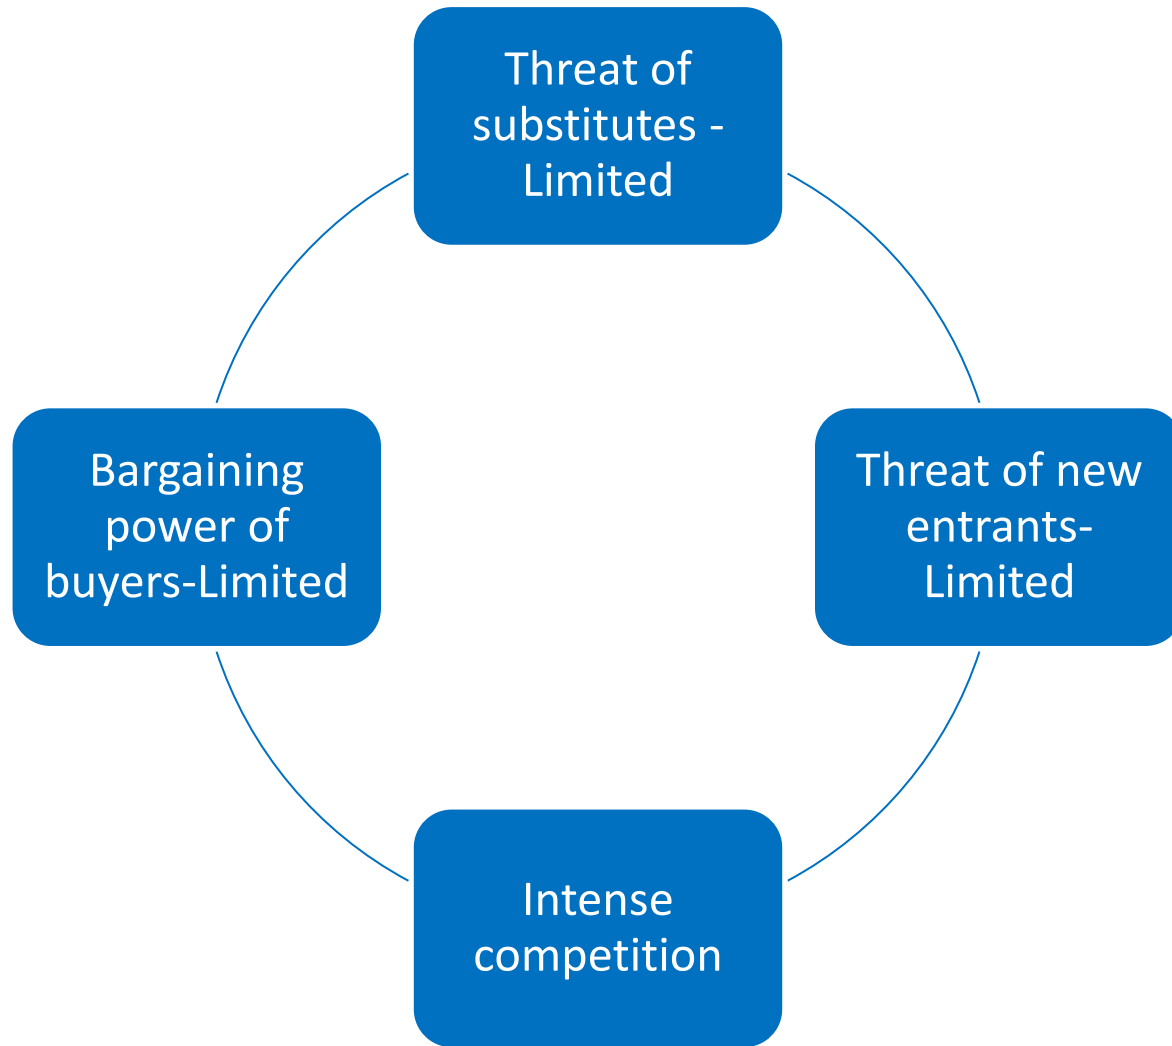 Threat of
substitutes -
Limited
Bargaining
power of
buyers-Limited
Threat of new
entrants-
Limited
Intense
competition